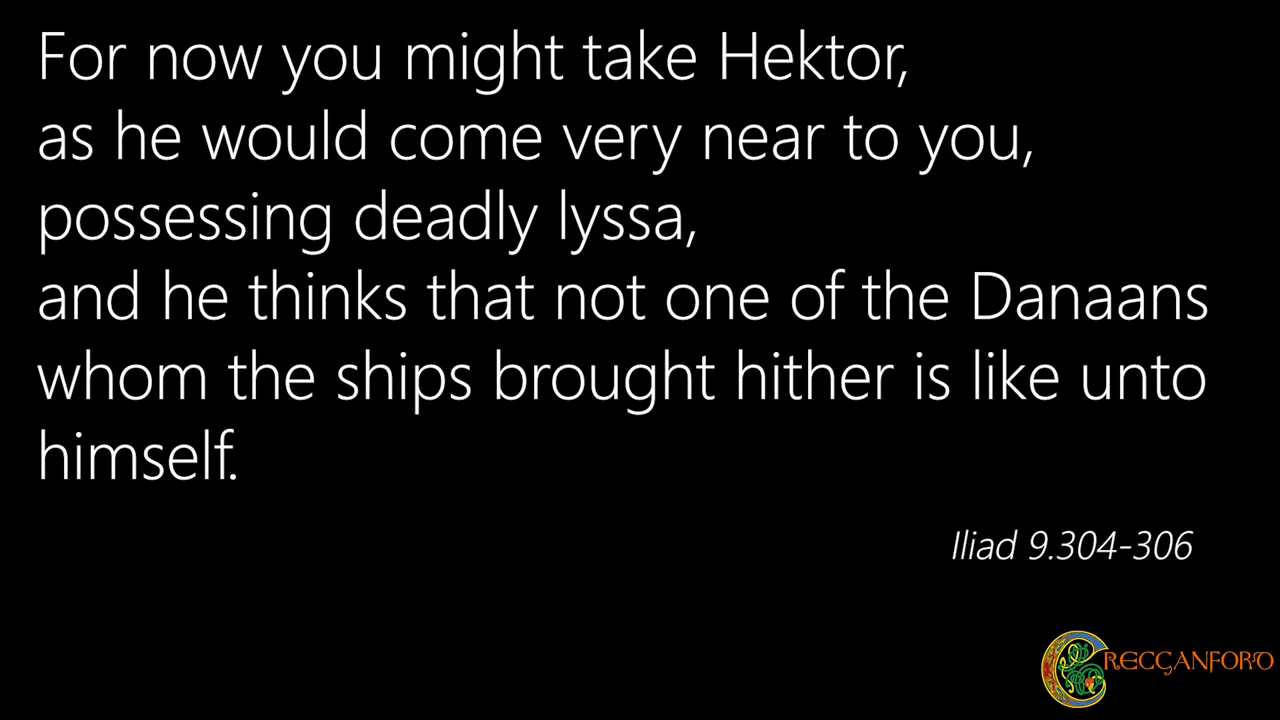 For now you might take Hektor,
as he would come very near to you,
possessing deadly lyssa,
and he thinks that not one of the Danaans
whom the ships brought hither is like unto
himself.
Iliad 9.304-306
CRECGANFORD